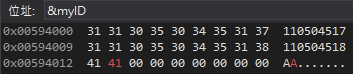 位址: &myID
0x00594000 31 31 30 35 30 34 35 31 37 110504517
0x00594009 31 31 30 35 30 34 35 31 38 110504518
0x00594012 41 41 00 00 00 00 00 00 00 AA.......